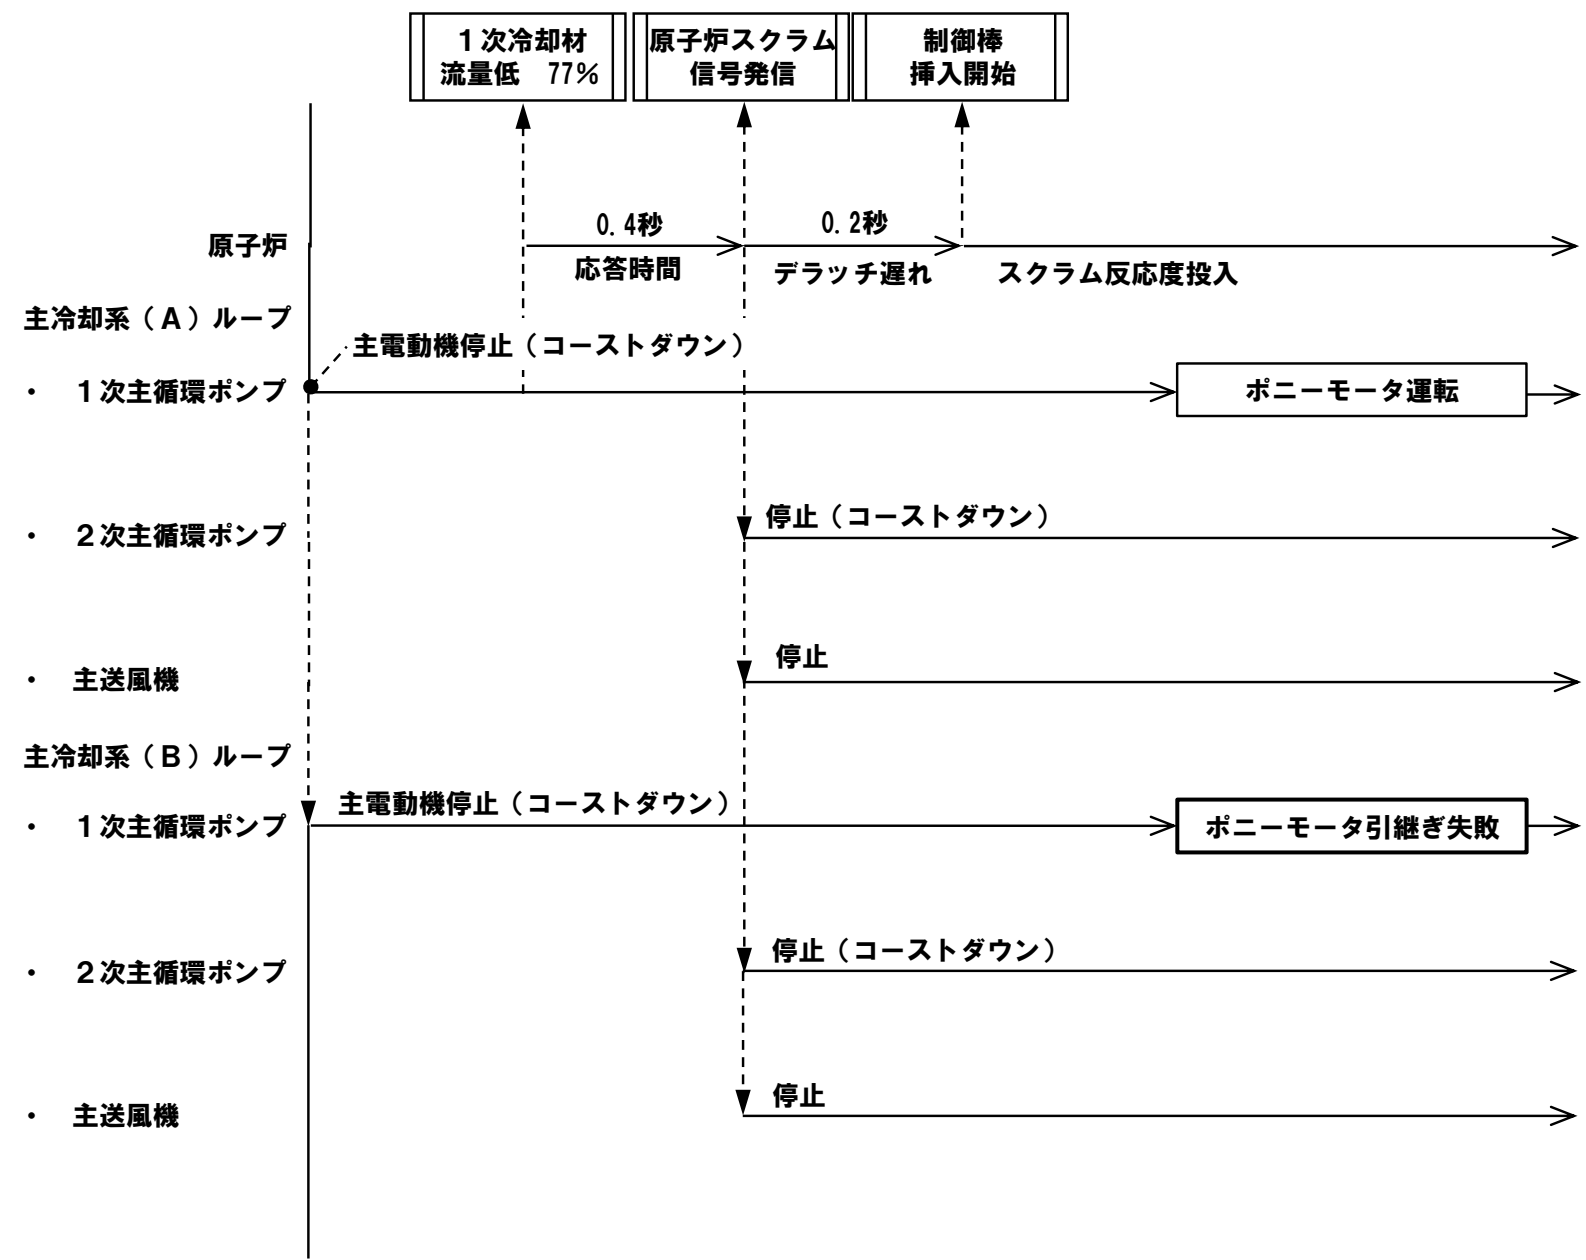 １次冷却材
流量低　77%
原子炉スクラム
信号発信
制御棒
挿入開始
0.4秒
0.2秒
原子炉
応答時間
デラッチ遅れ
スクラム反応度投入
主冷却系（Ａ）ループ
主電動機停止（コーストダウン）
・　１次主循環ポンプ
ポニーモータ運転
停止（コーストダウン）
・　２次主循環ポンプ
停止
・　主送風機
主冷却系（Ｂ）ループ
主電動機停止（コーストダウン）
・　１次主循環ポンプ
ポニーモータ引継ぎ失敗
停止（コーストダウン）
・　２次主循環ポンプ
停止
・　主送風機